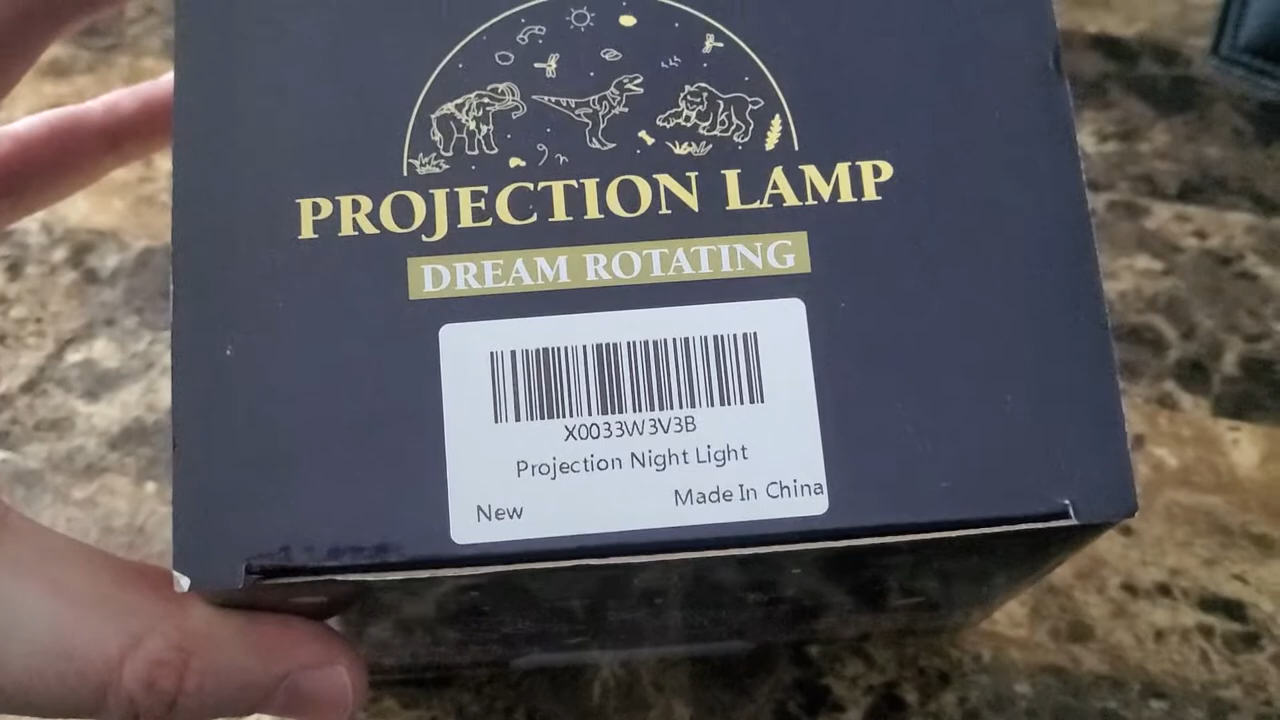 PROJECTION LAMP
DREAM ROTATING
X0033W3V3B
Projection Night Light
New
Made In China